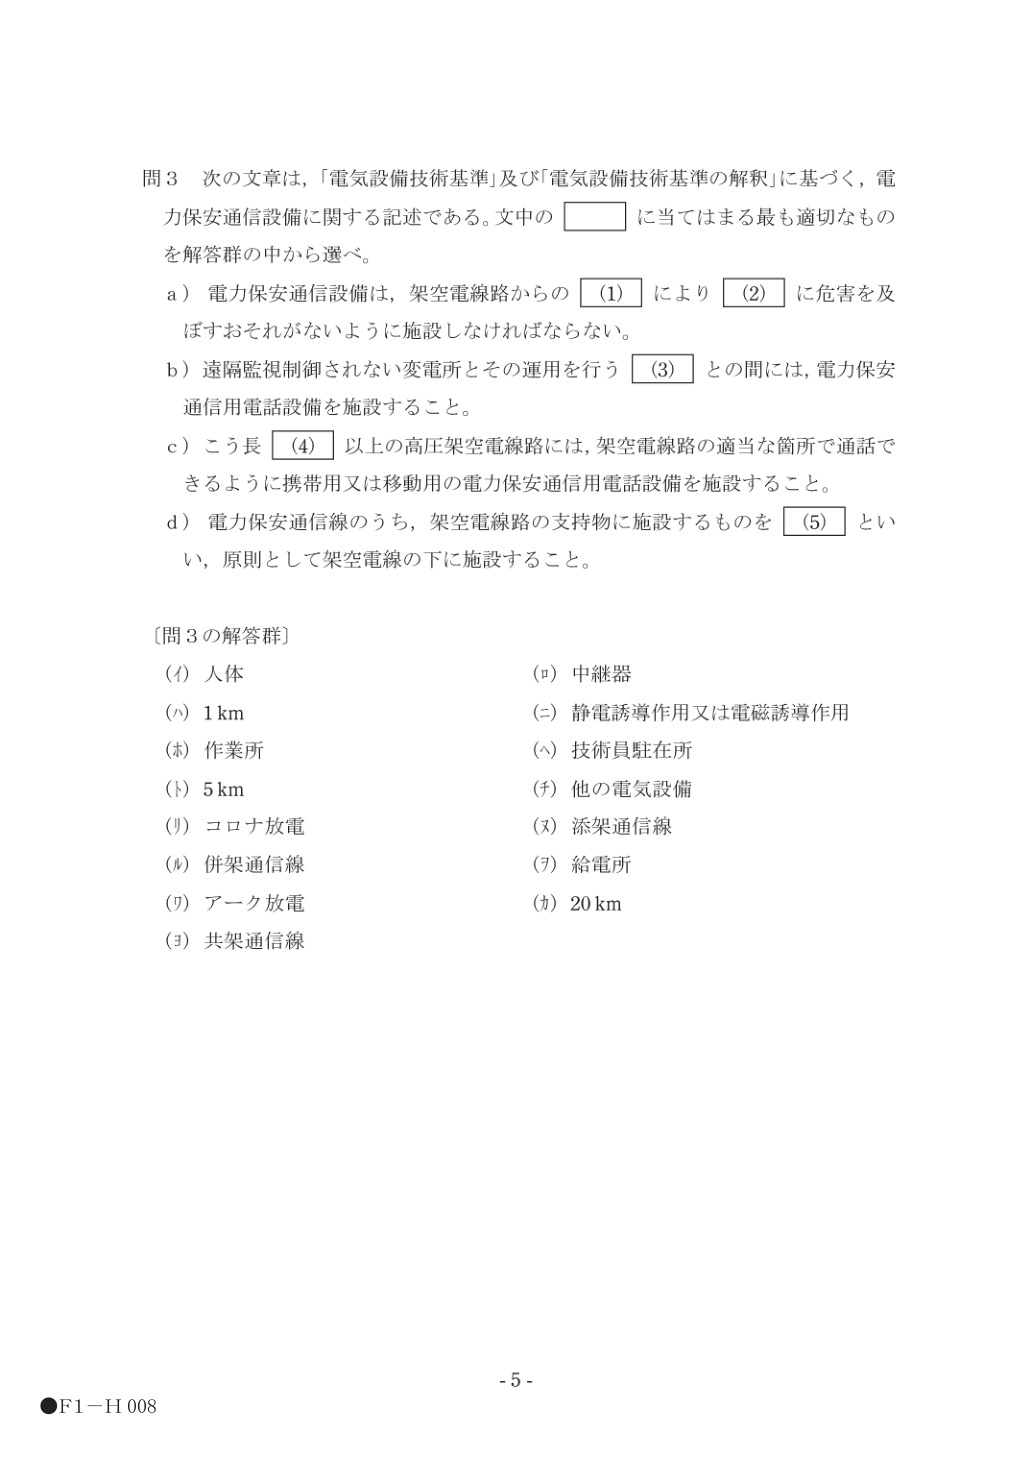 問３　次の文章は，「電気設備技術基準」及び「電気設備技術基準の解釈」に基づく，電
力保安通信設備に関する記述である。文中の　　　に当てはまる最も適切なもの
を解答群の中から選べ。
ａ）電力保安通信設備は，架空電線路からの (1) により (2) に危害を及
ぼすおそれがないように施設しなければならない。
ｂ）遠隔監視制御されない変電所とその運用を行う (3) との間には，電力保安
通信用電話設備を施設すること。
ｃ）こう長 (4) 以上の高圧架空電線路には，架空電線路の適当な箇所で通話で
きるように携帯用又は移動用の電力保安通信用電話設備を施設すること。
ｄ）電力保安通信線のうち，架空電線路の支持物に施設するものを (5) とい
い，原則として架空電線の下に施設すること。
〔問３の解答群〕
(ｲ) 人体　(ﾛ) 中継器
(ﾊ) 1 km　(ﾆ) 静電誘導作用又は電磁誘導作用
(ﾎ) 作業所　(ﾍ) 技術員駐在所
(ﾄ) 5 km　(ﾁ) 他の電気設備
(ﾘ) コロナ放電　(ﾇ) 添架通信線
(ﾙ) 併架通信線　(ｦ) 給電所
(ﾜ) アーク放電　(ｶ) 20 km
(ﾖ) 共架通信線
- 5 -
●F1－H 008